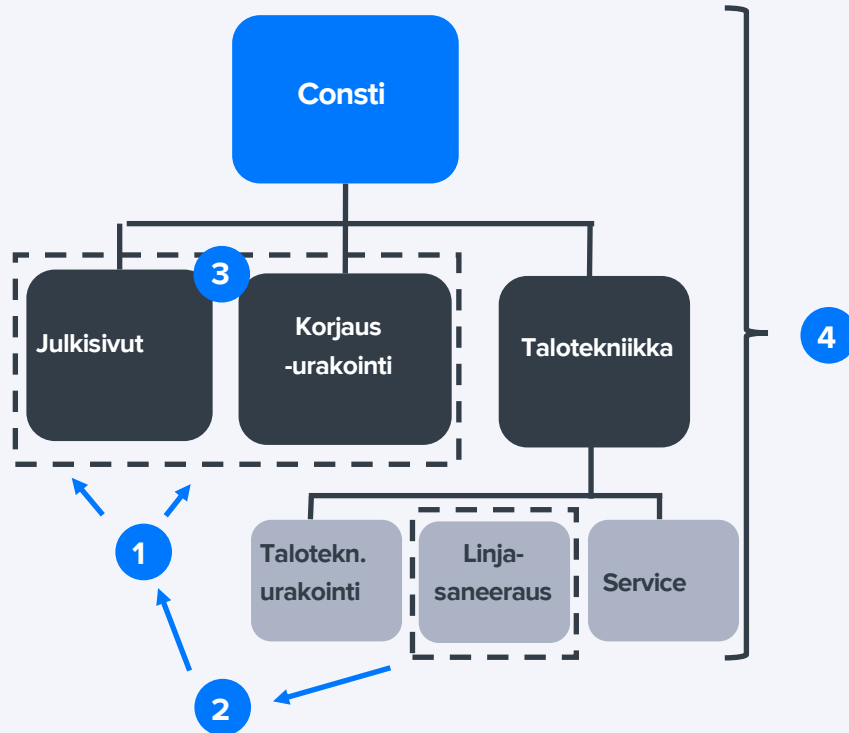 Consti
3
Julkisivut
Korjaus
-urakointi
Talotekniikka
4
1
Talotekn.
urakointi
Linja-
saneeraus
Service
2